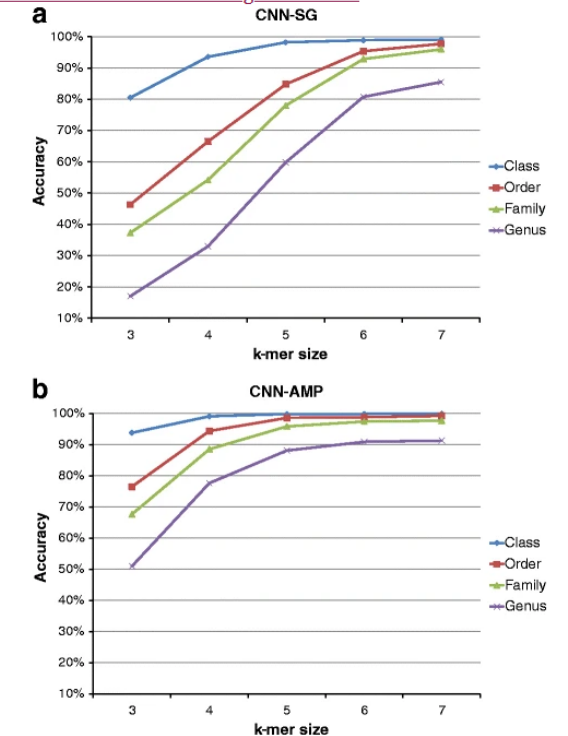 a
CNN-SG
100%
90%
80%
70%
60%
50%
40%
30%
20%
10%
Accuracy
3 4 5 6 7
k-mer size
Class
Order
Family
Genus
b
CNN-AMP
100%
90%
80%
70%
60%
50%
40%
30%
20%
10%
Accuracy
3 4 5 6 7
k-mer size
Class
Order
Family
Genus